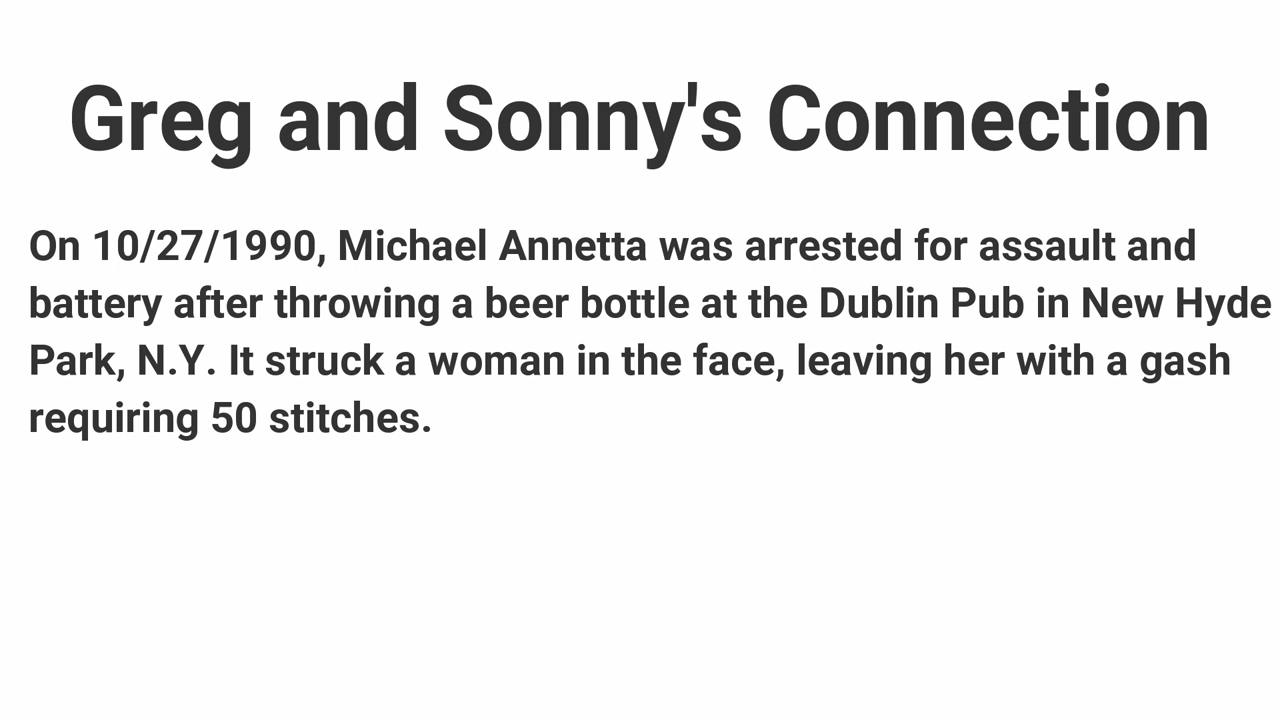 Greg and Sonny's Connection
On 10/27/1990, Michael Annetta was arrested for assault and
battery after throwing a beer bottle at the Dublin Pub in New Hyde
Park, N.Y. It struck a woman in the face, leaving her with a gash
requiring 50 stitches.